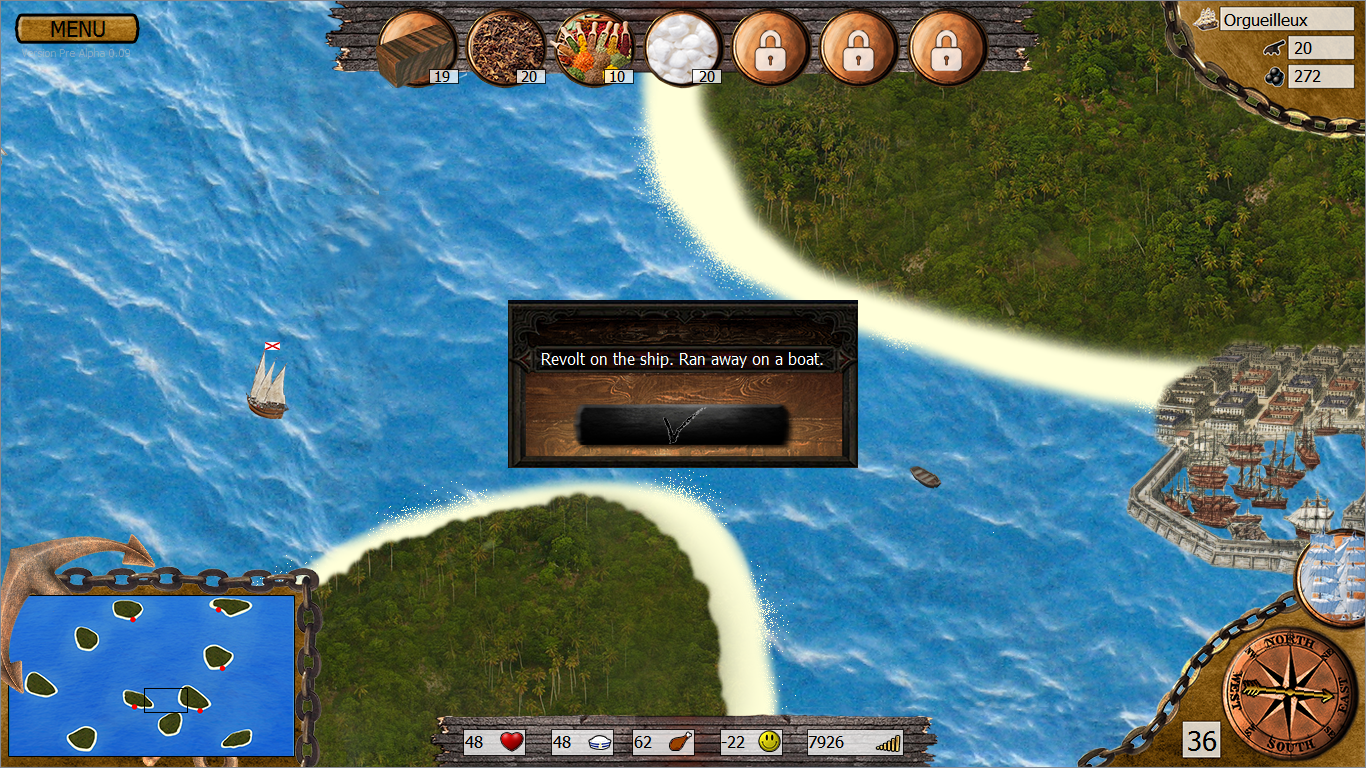 MENU
Version Pre Alpha 0.09
19
20
10
20
Orgueilleux
20
272
Revolt on the ship. Ran away on a boat.
NORTH
WEST
EAST
SOUTH
36
48
48
62
-22
7926